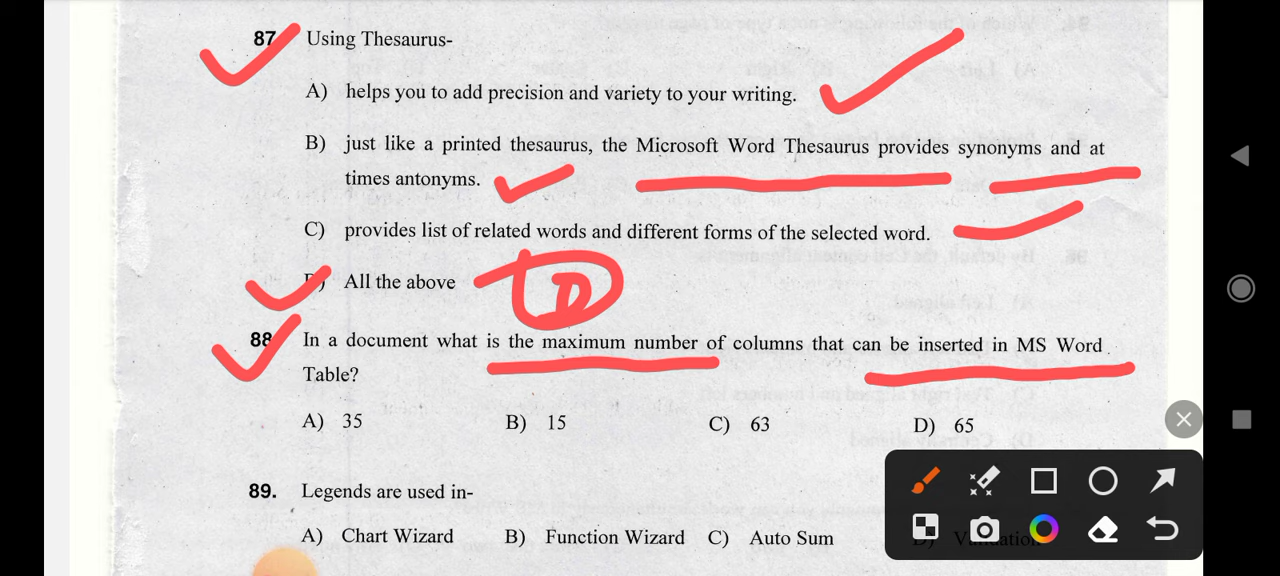 87 Using Thesaurus-
A) helps you to add precision and variety to your writing.
B) just like a printed thesaurus, the Microsoft Word Thesaurus provides synonyms and at
times antonyms.
C) provides list of related words and different forms of the selected word.
D) All the above D
88 In a document what is the maximum number of columns that can be inserted in MS Word
Table?
A) 35 B) 15 C) 63 D) 65
89. Legends are used in-
A) Chart Wizard B) Function Wizard C) Auto Sum D)